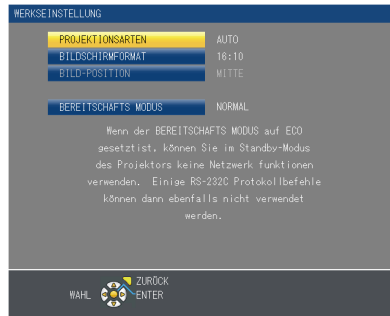 WERKSEINSTELLUNG
PROJEKTIONSARTEN AUTO
BILDSCHIRMFORMAT 16:10
BILD-POSITION MITTE
BEREITSCHAFTS MODUS NORMAL
Wenn der BEREITSCHAFTS MODUS auf ECO
gesetztist, können Sie im Standby-Modus
des Projektors keine Netzwerk funktionen
verwenden. Einige RS-232C Protokollbefehle
können dann ebenfalls nicht verwendet
werden.
ZURÜCK
WAHL ENTER